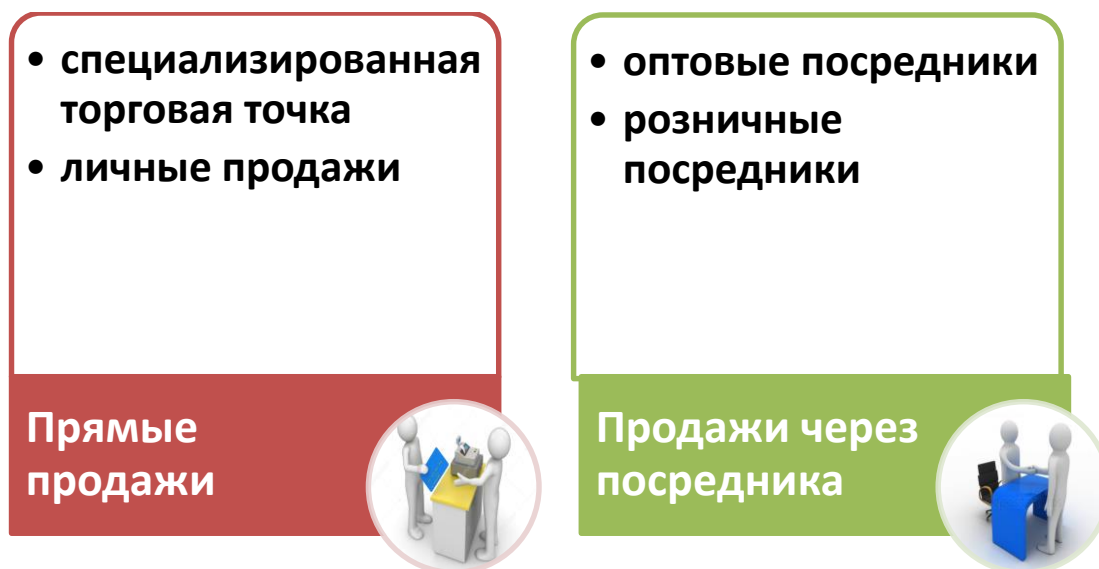 • специализированная
торговая точка
• личные продажи
Прямые
продажи
• оптовые посредники
• розничные
посредники
Продажи через
посредника